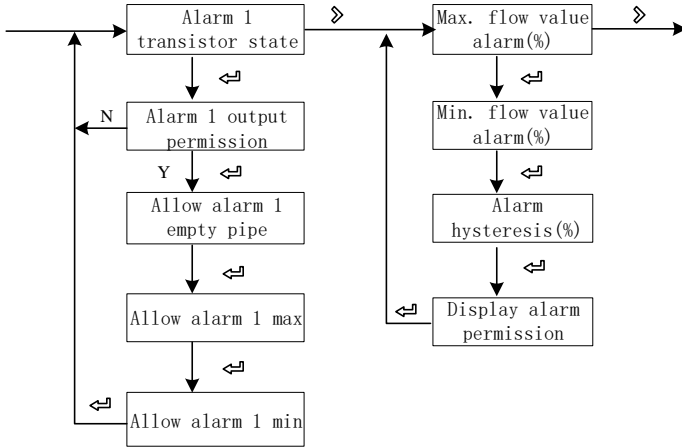 Alarm 1
transistor state
Max. flow value
alarm(%)
N
Alarm 1 output
permission
Min. flow value
alarm(%)
Y
Allow alarm 1
empty pipe
Alarm
hysteresis(%)
Allow alarm 1 max
Display alarm
permission
Allow alarm 1 min